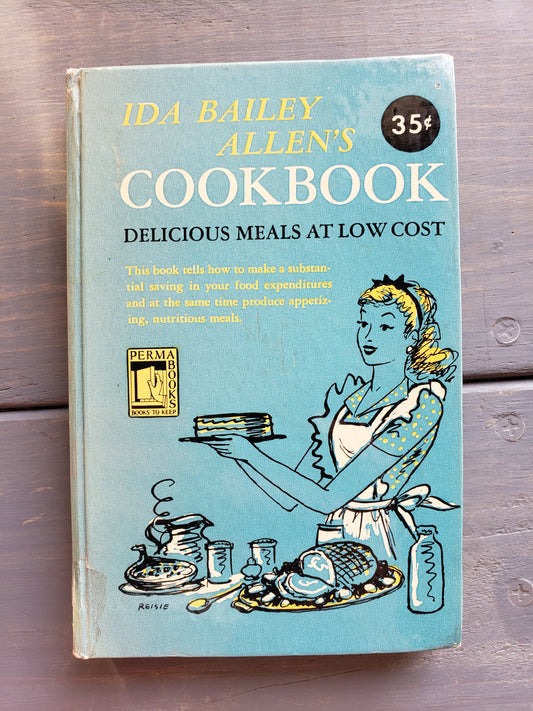 IDA BAILEY
ALLEN'S
35¢
COOKBOOK
DELICIOUS MEALS AT LOW COST
This book tells how to make a substan-
tial saving in your food expenditures
and at the same time produce appetiz-
ing, nutritious meals.
PERMA
BOOKS
BOOKS TO KEEP
REISIE